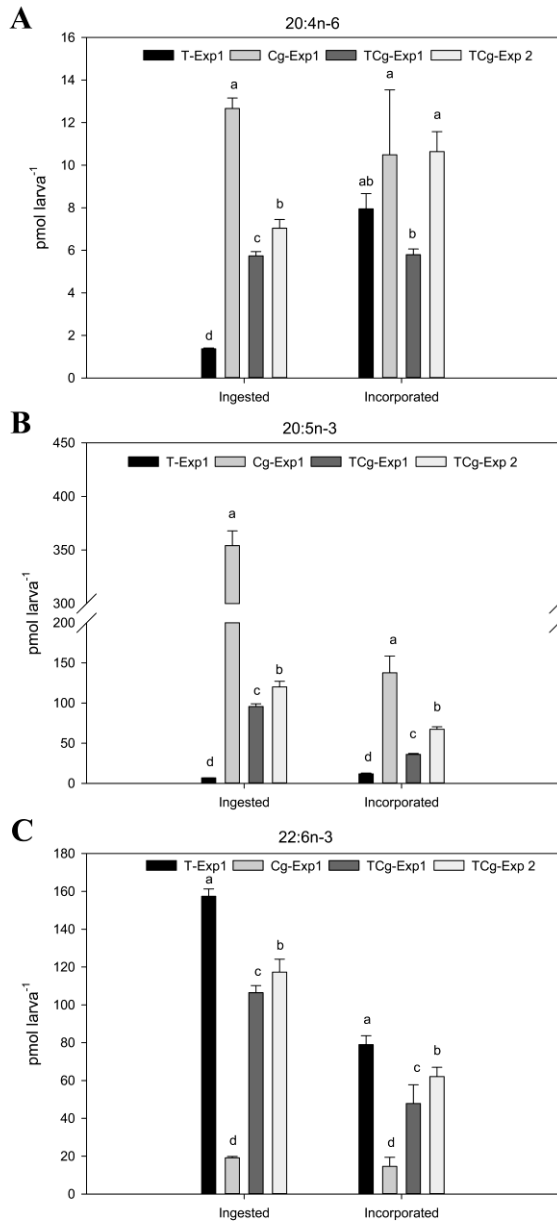 A
20:4n-6
T-Exp1 Cg-Exp1 TCg-Exp1 TCg-Exp 2
16
14
12
10
8
6
4
2
0
pmol larva⁻¹
d a c b
ab a b a
Ingested Incorporated
B
20:5n-3
T-Exp1 Cg-Exp1 TCg-Exp1 TCg-Exp 2
450
400
350
300
200
150
100
50
0
pmol larva⁻¹
d a c b
d a c b
Ingested Incorporated
C
22:6n-3
T-Exp1 Cg-Exp1 TCg-Exp1 TCg-Exp 2
180
160
140
120
100
80
60
40
20
0
pmol larva⁻¹
a d c b
a d c b
Ingested Incorporated